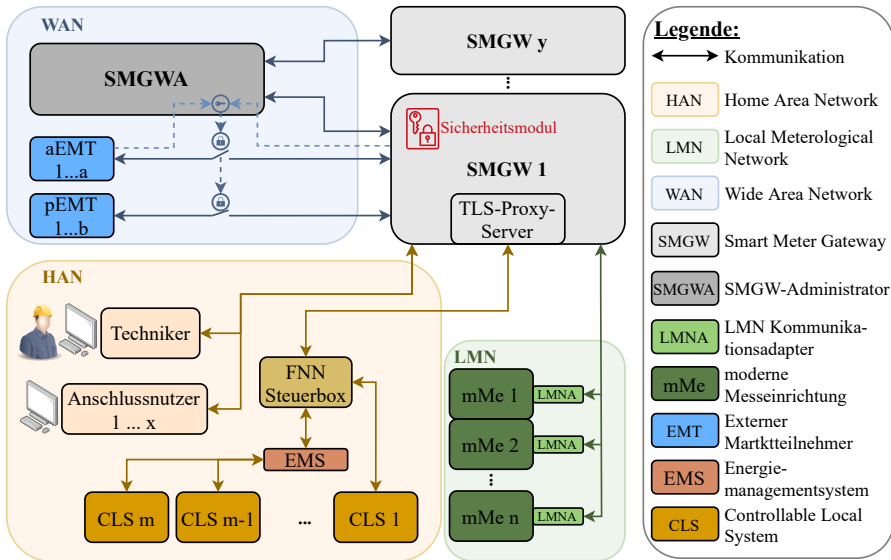 WAN
SMGWA
aEMT
1...a
pEMT
1...b
SMGW y
...
Sicherheitsmodul
SMGW 1
TLS-Proxy-
Server
HAN
Techniker
Anschlussnutzer
1 ... x
FNN
Steuerbox
EMS
CLS m
CLS m-1
...
CLS 1
LMN
mMe 1
LMNA
mMe 2
LMNA
...
mMe n
LMNA
Legende:
Kommunikation
HAN
Home Area Network
LMN
Local Meterological
Network
WAN
Wide Area Network
SMGW
Smart Meter Gateway
SMGWA
SMGW-Administrator
LMNA
LMN Kommunika-
tionsadapter
mMe
moderne
Messeinrichtung
EMT
Externer
Martktteilnehmer
EMS
Energie-
managementsystem
CLS
Controllable Local
System